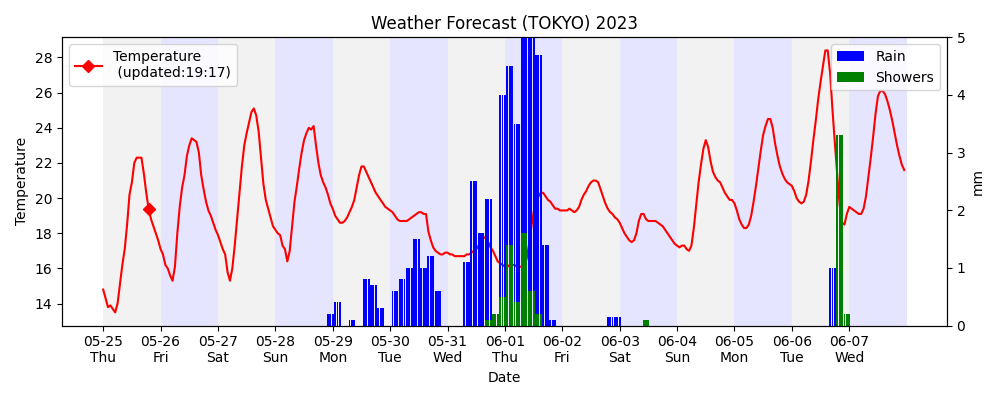 Weather Forecast (TOKYO) 2023
Temperature
(updated:19:17)
Rain
Showers
Temperature
28
26
24
22
20
18
16
14
5
4
3
2
1
0
mm
05-25 05-26 05-27 05-28 05-29 05-30 05-31 06-01 06-02 06-03 06-04 06-05 06-06 06-07
Thu Fri Sat Sun Mon Tue Wed Thu Fri Sat Sun Mon Tue Wed
Date